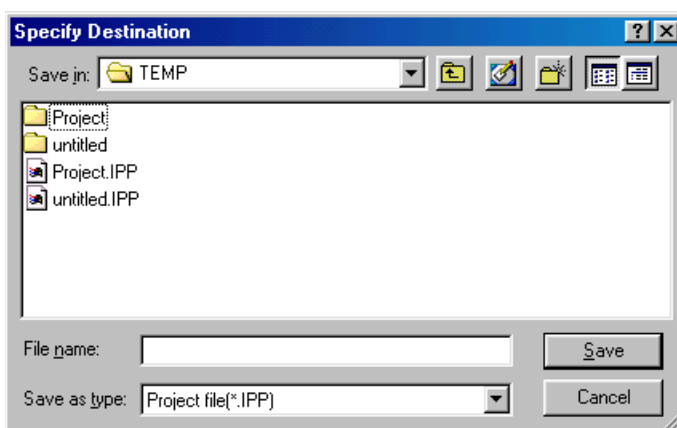 Specify Destination
Save in: TEMP
Project
untitled
Project.IPP
untitled.IPP
File name:
Save
Save as type: Project file(*.IPP)
Cancel